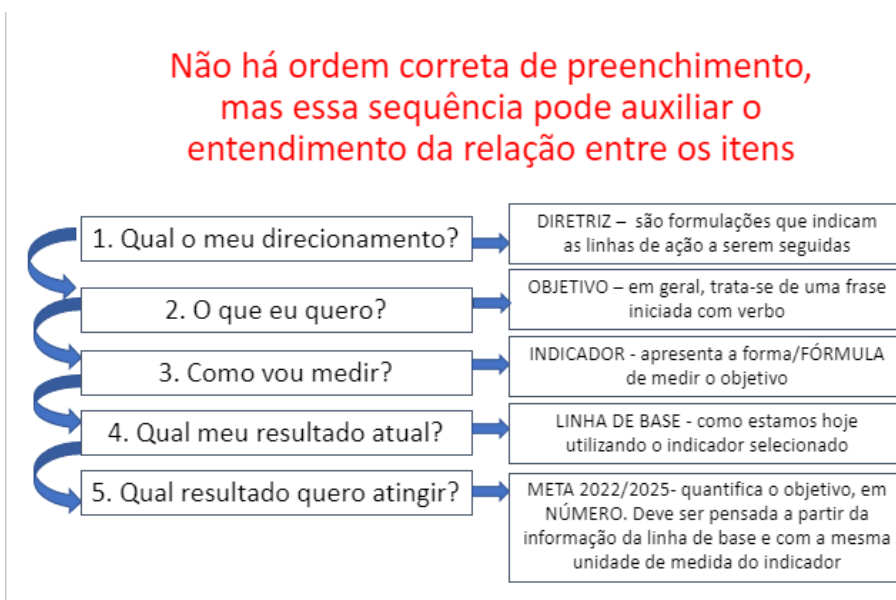 Não há ordem correta de preenchimento,
mas essa sequência pode auxiliar o
entendimento da relação entre os itens
1. Qual o meu direcionamento?
DIRETRIZ – são formulações que indicam
as linhas de ação a serem seguidas
2. O que eu quero?
OBJETIVO – em geral, trata-se de uma frase
iniciada com verbo
3. Como vou medir?
INDICADOR - apresenta a forma/FÓRMULA
de medir o objetivo
4. Qual meu resultado atual?
LINHA DE BASE - como estamos hoje
utilizando o indicador selecionado
5. Qual resultado quero atingir?
META 2022/2025- quantifica o objetivo, em
NÚMERO. Deve ser pensada a partir da
informação da linha de base e com a mesma
unidade de medida do indicador